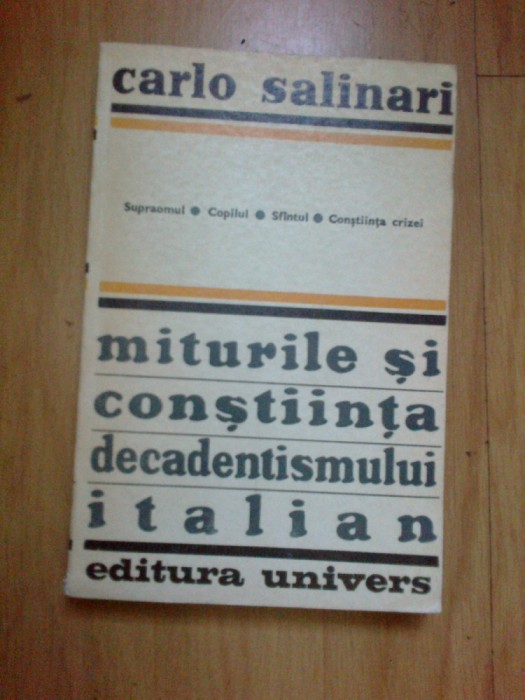 carlo salinari
Supraomul ● Copilul ● Sfîntul ● Conştiinţa crizei
miturile şi
conştiinţa
decadentismului
italian
editura univers